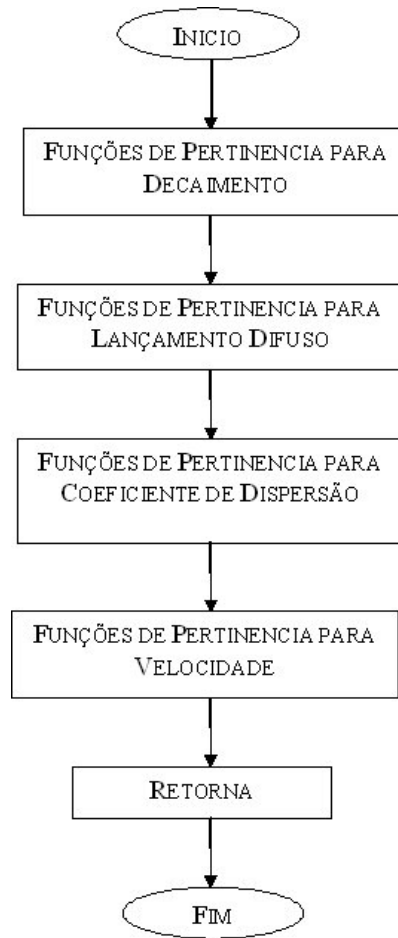 INICIO
FUNÇÕES DE PERTINENCIA PARA
DECAIMENTO
FUNÇÕES DE PERTINENCIA PARA
LANÇAMENTO DIFUSO
FUNÇÕES DE PERTINENCIA PARA
COEFICIENTE DE DISPERSÃO
FUNÇÕES DE PERTINENCIA PARA
VELOCIDADE
RETORNA
FIM